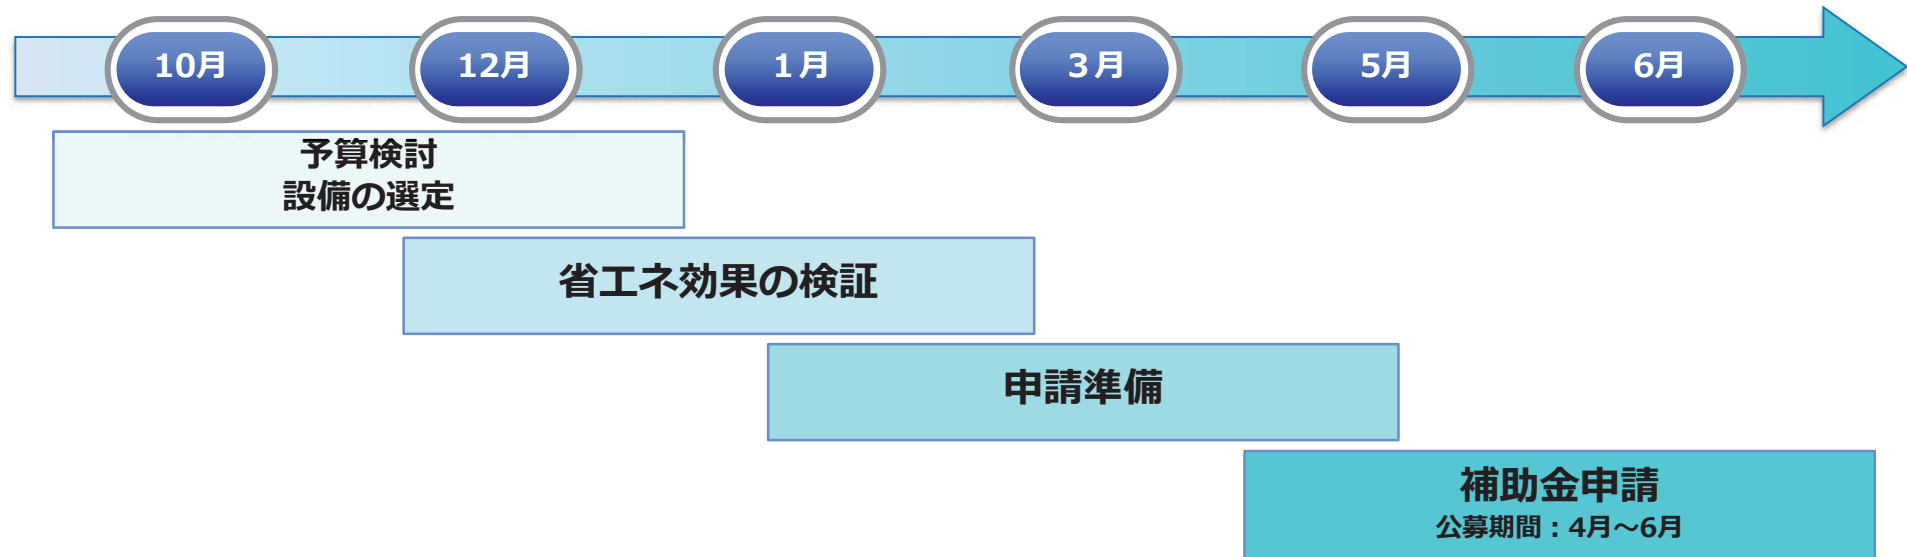 10月
12月
１月
３月
5月
6月
予算検討
設備の選定
省エネ効果の検証
申請準備
補助金申請
公募期間：4月～6月